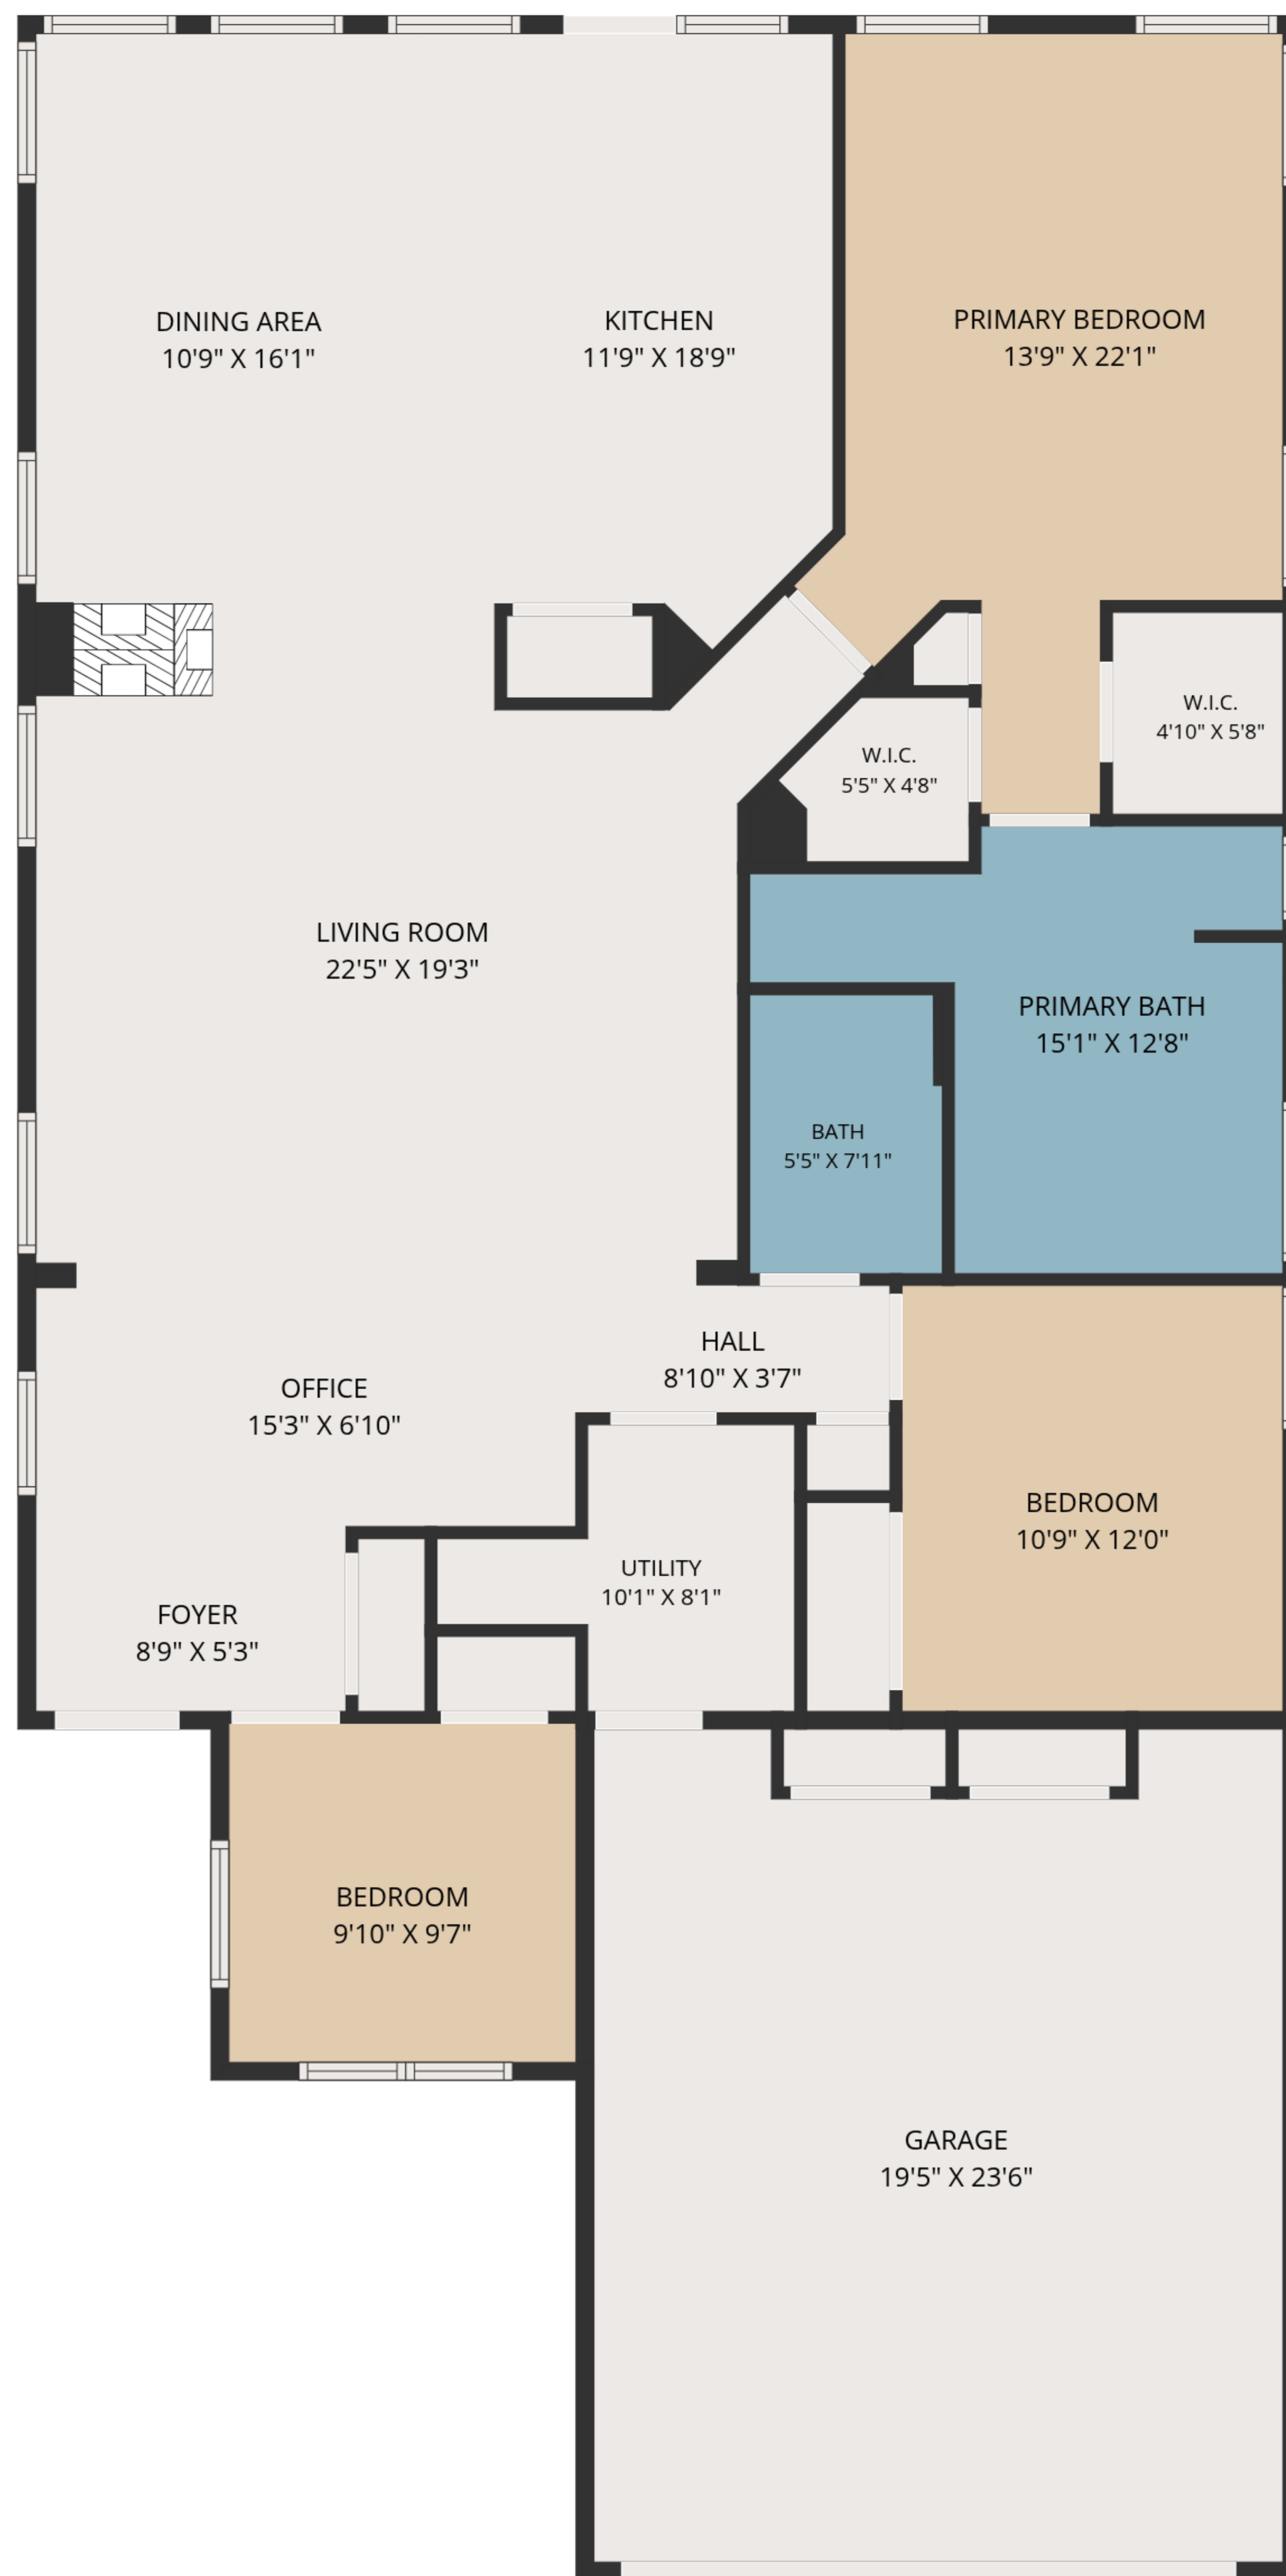 DINING AREA
10'9" X 16'1"
KITCHEN
11'9" X 18'9"
PRIMARY BEDROOM
13'9" X 22'1"
W.I.C.
4'10" X 5'8"
W.I.C.
5'5" X 4'8"
LIVING ROOM
22'5" X 19'3"
PRIMARY BATH
15'1" X 12'8"
BATH
5'5" X 7'11"
HALL
8'10" X 3'7"
OFFICE
15'3" X 6'10"
BEDROOM
10'9" X 12'0"
UTILITY
10'1" X 8'1"
FOYER
8'9" X 5'3"
BEDROOM
9'10" X 9'7"
GARAGE
19'5" X 23'6"